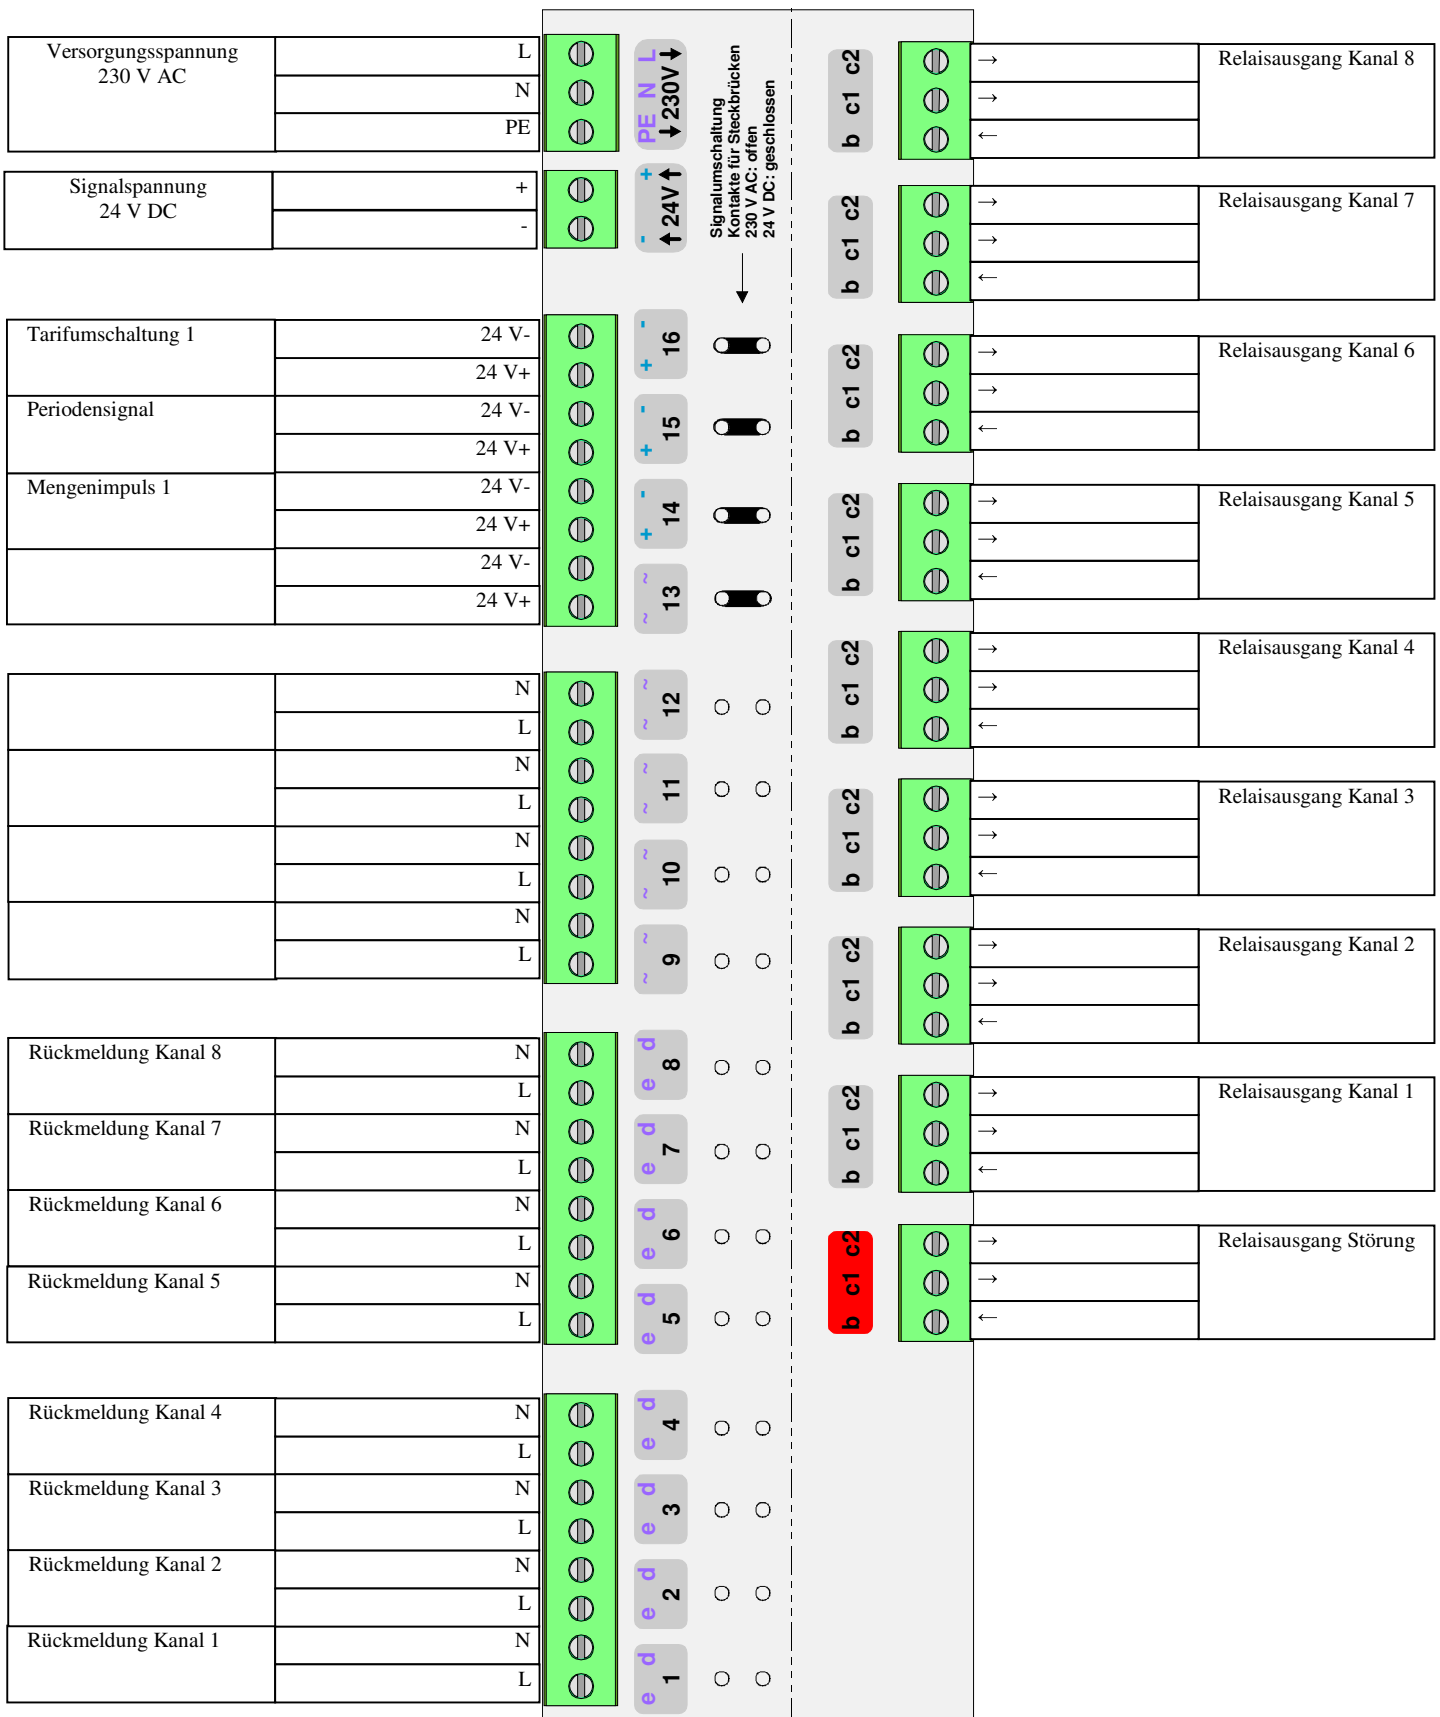 Versorgungsspannung
230 V AC
L
N
PE
Signalspannung
24 V DC
+
-
Tarifumschaltung 1
24 V-
24 V+
Periodensignal
24 V-
24 V+
Mengenimpuls 1
24 V-
24 V+
24 V-
24 V+
N
L
N
L
N
L
N
L
Rückmeldung Kanal 8
N
L
Rückmeldung Kanal 7
N
L
Rückmeldung Kanal 6
N
L
Rückmeldung Kanal 5
N
L
Rückmeldung Kanal 4
N
L
Rückmeldung Kanal 3
N
L
Rückmeldung Kanal 2
N
L
Rückmeldung Kanal 1
N
L
PE N L
↓230V↓
- +
↑24V↑
+ -
16
+ -
15
+ -
14
~ ~
13
~ ~
12
~ ~
11
~ ~
10
~ ~
9
e d
8
e d
7
e d
6
e d
5
e d
4
e d
3
e d
2
e d
1
Signalumschaltung
Kontakte für Steckbrücken
230 V AC: offen
24 V DC: geschlossen
b c1 c2
→
→
←
Relaisausgang Kanal 8
b c1 c2
→
→
←
Relaisausgang Kanal 7
b c1 c2
→
→
←
Relaisausgang Kanal 6
b c1 c2
→
→
←
Relaisausgang Kanal 5
b c1 c2
→
→
←
Relaisausgang Kanal 4
b c1 c2
→
→
←
Relaisausgang Kanal 3
b c1 c2
→
→
←
Relaisausgang Kanal 2
b c1 c2
→
→
←
Relaisausgang Kanal 1
b c1 c2
→
→
←
Relaisausgang Störung